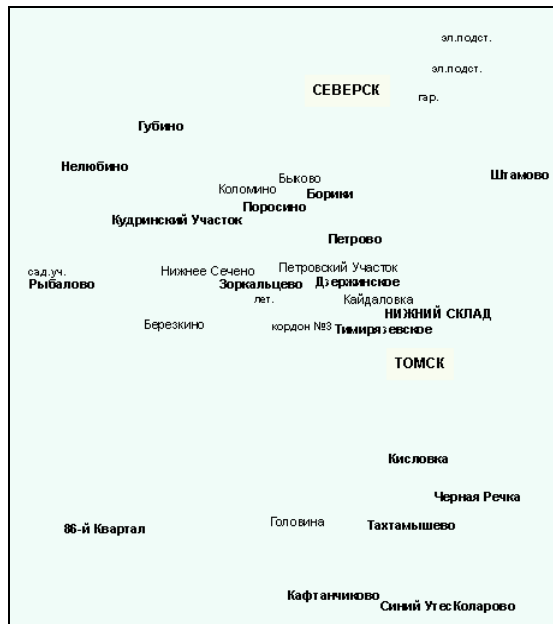 эл.подст.
эл.подст.
СЕВЕРСК
гар.
Губино
Нелюбино
Штамово
Быково
Коломино
Борики
Поросино
Кудринский Участок
Петрово
сад.уч.
Нижнее Сечено
Петровский Участок
Рыбалово
Зоркальцево
Дзержинское
лет.
Кайдаловка
НИЖНИЙ СКЛАД
Березкино
кордон №3
Тимирязевское
ТОМСК
Кисловка
Черная Речка
86-й Квартал
Головина
Тахтамышево
Кафтанчиково
Синий Утес
Коларово